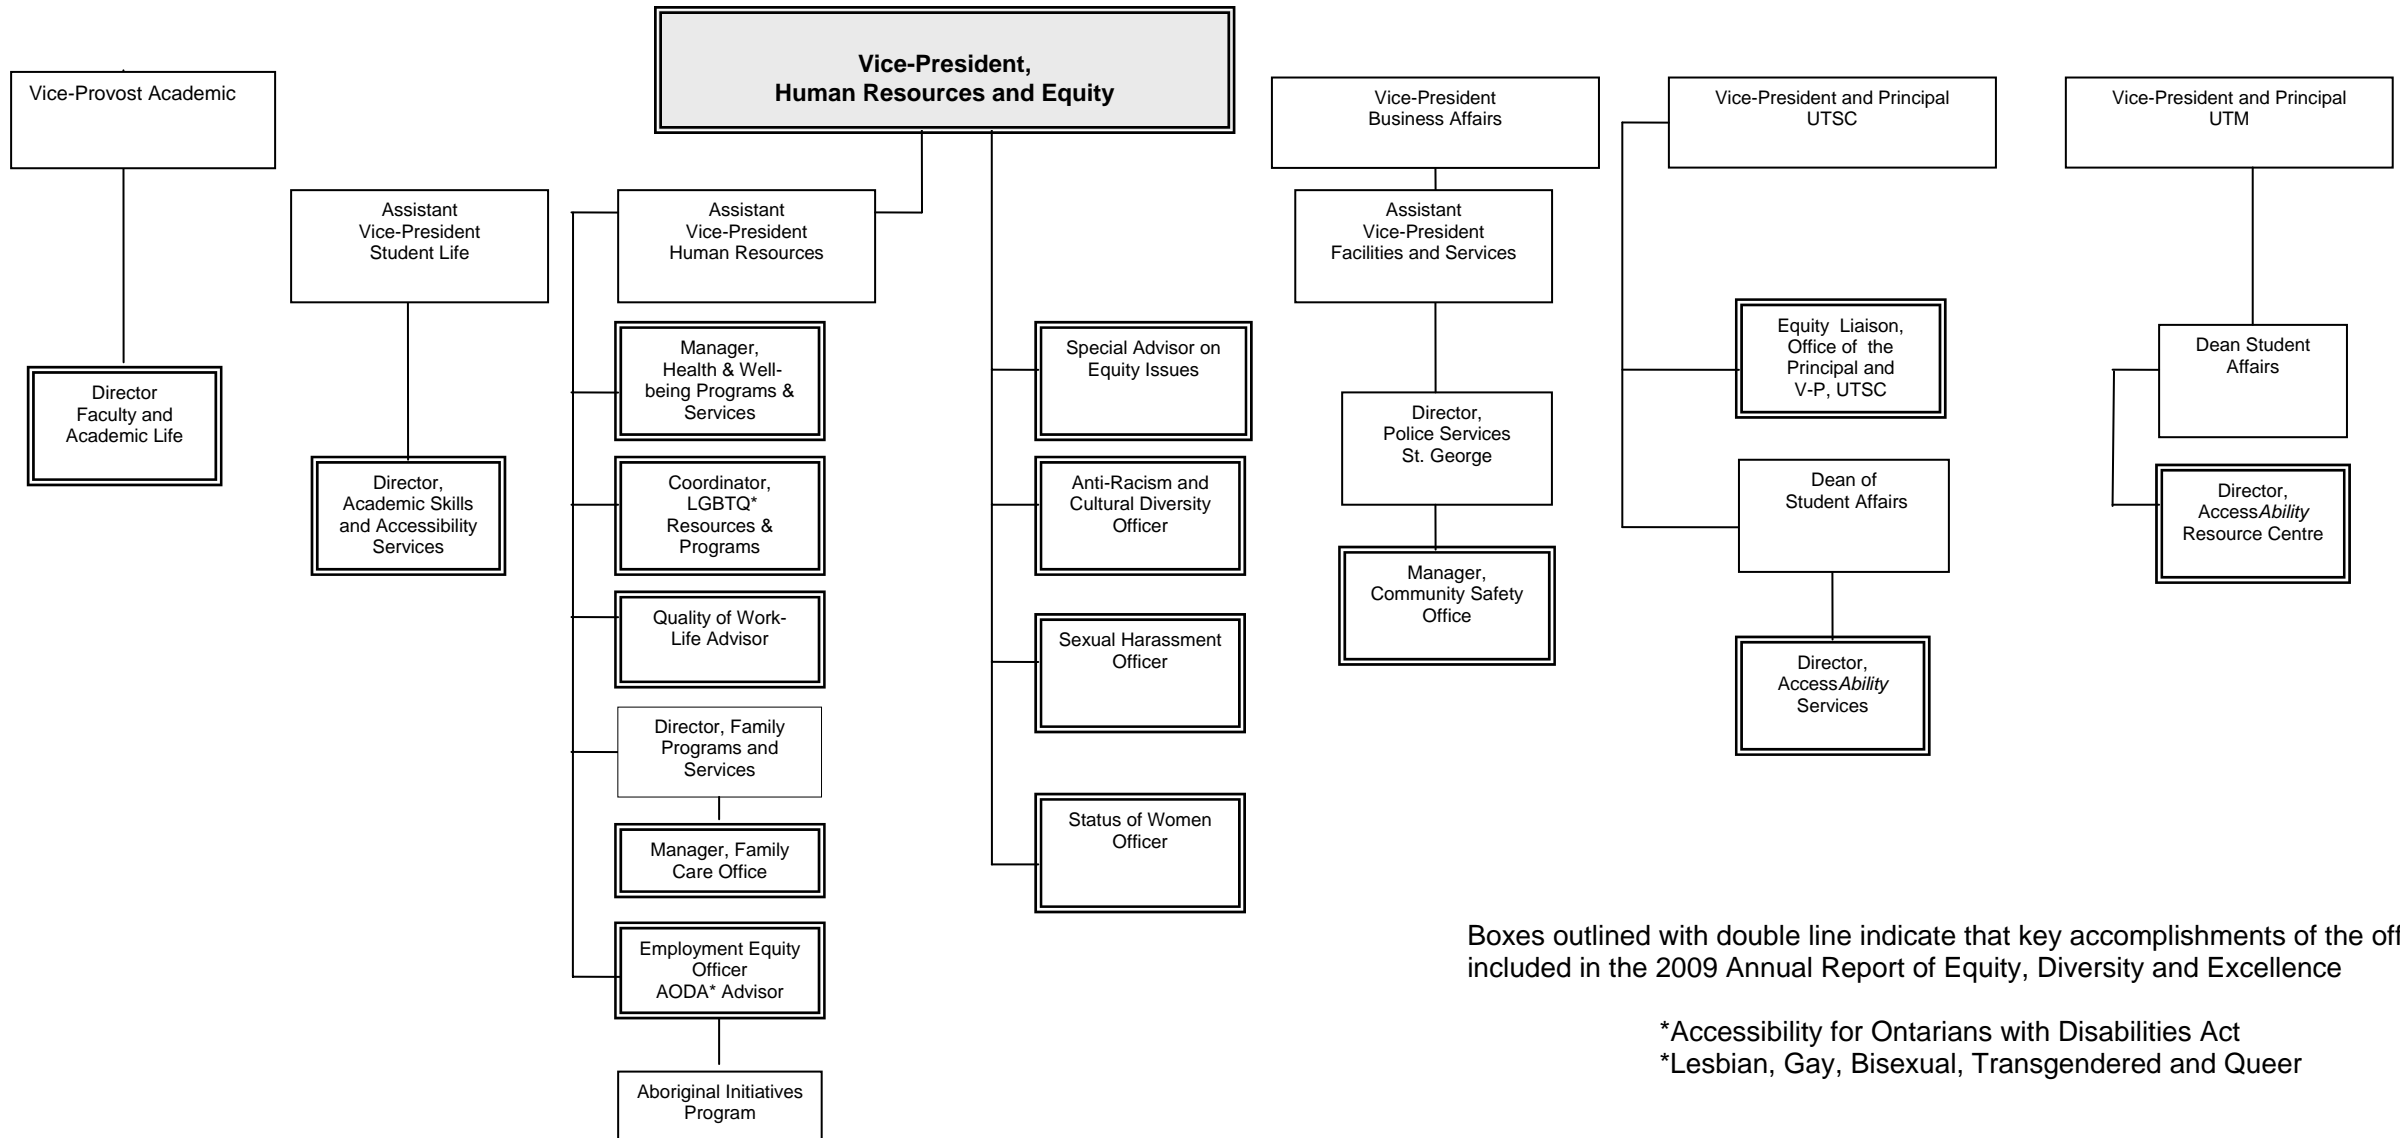 Vice-President,
Human Resources and Equity
Vice-Provost Academic
Director
Faculty and
Academic Life
Assistant
Vice-President
Student Life
Director,
Academic Skills
and Accessibility
Services
Assistant
Vice-President
Human Resources
Manager,
Health & Well-
being Programs &
Services
Coordinator,
LGBTQ*
Resources &
Programs
Quality of Work-
Life Advisor
Director, Family
Programs and
Services
Manager, Family
Care Office
Employment Equity
Officer
AODA* Advisor
Aboriginal Initiatives
Program
Special Advisor on
Equity Issues
Anti-Racism and
Cultural Diversity
Officer
Sexual Harassment
Officer
Status of Women
Officer
Vice-President
Business Affairs
Assistant
Vice-President
Facilities and Services
Director,
Police Services
St. George
Manager,
Community Safety
Office
Vice-President and Principal
UTSC
Equity Liaison,
Office of the
Principal and
V-P, UTSC
Dean of
Student Affairs
Director,
AccessAbility
Services
Vice-President and Principal
UTM
Dean Student
Affairs
Director,
AccessAbility
Resource Centre
Boxes outlined with double line indicate that key accomplishments of the
included in the 2009 Annual Report of Equity, Diversity and Excellence
*Accessibility for Ontarians with Disabilities Act
*Lesbian, Gay, Bisexual, Transgendered and Queer